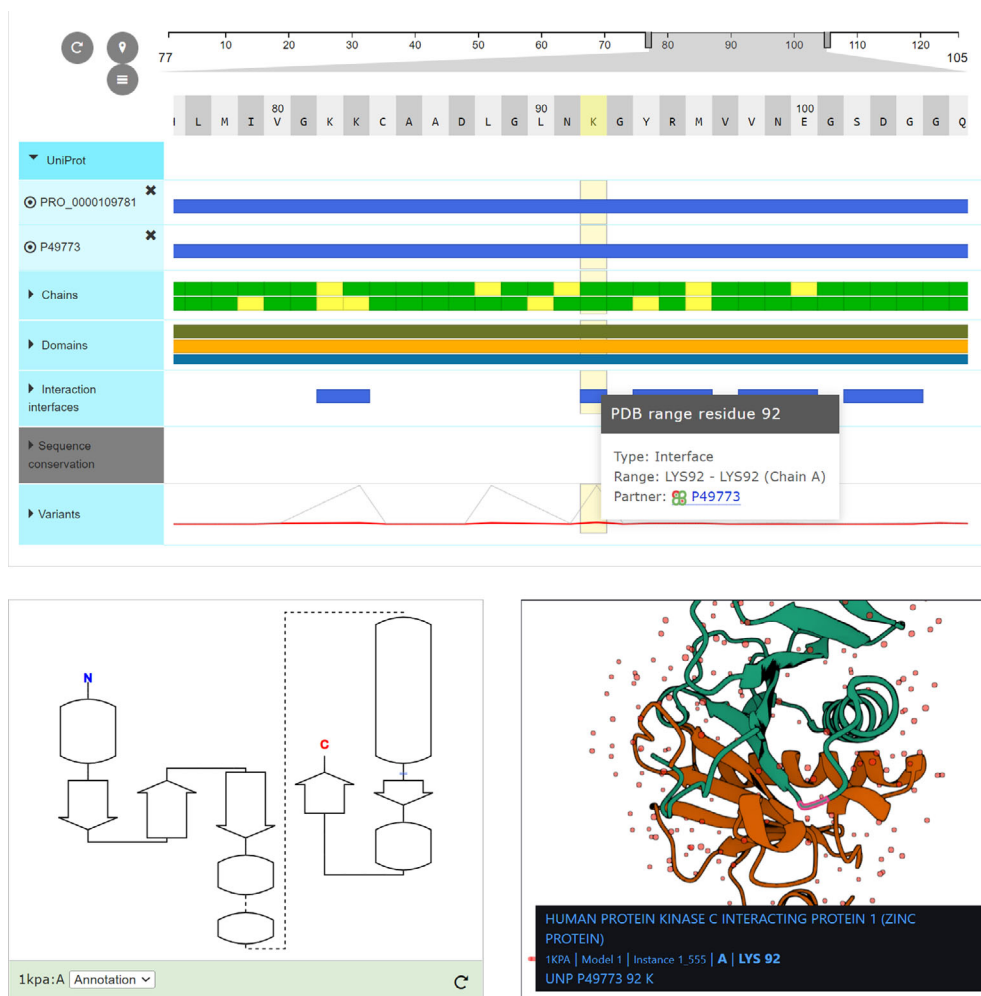 10 20 30 40 50 60 70 80 90 100 110 120
77 105
80 90 100
L M I V G K K C A A D L G L N K G Y R M V V N E G S D G G Q
UniProt
PRO_0000109781
P49773
Chains
Domains
Interaction
interfaces
PDB range residue 92
Type: Interface
Range: LYS92 - LYS92 (Chain A)
Partner: P49773
Sequence
conservation
Variants
N
C
1kpa:A Annotation
HUMAN PROTEIN KINASE C INTERACTING PROTEIN 1 (ZINC
PROTEIN)
1KPA | Model 1 | Instance 1_555 | A | LYS 92
UNP P49773 92 K